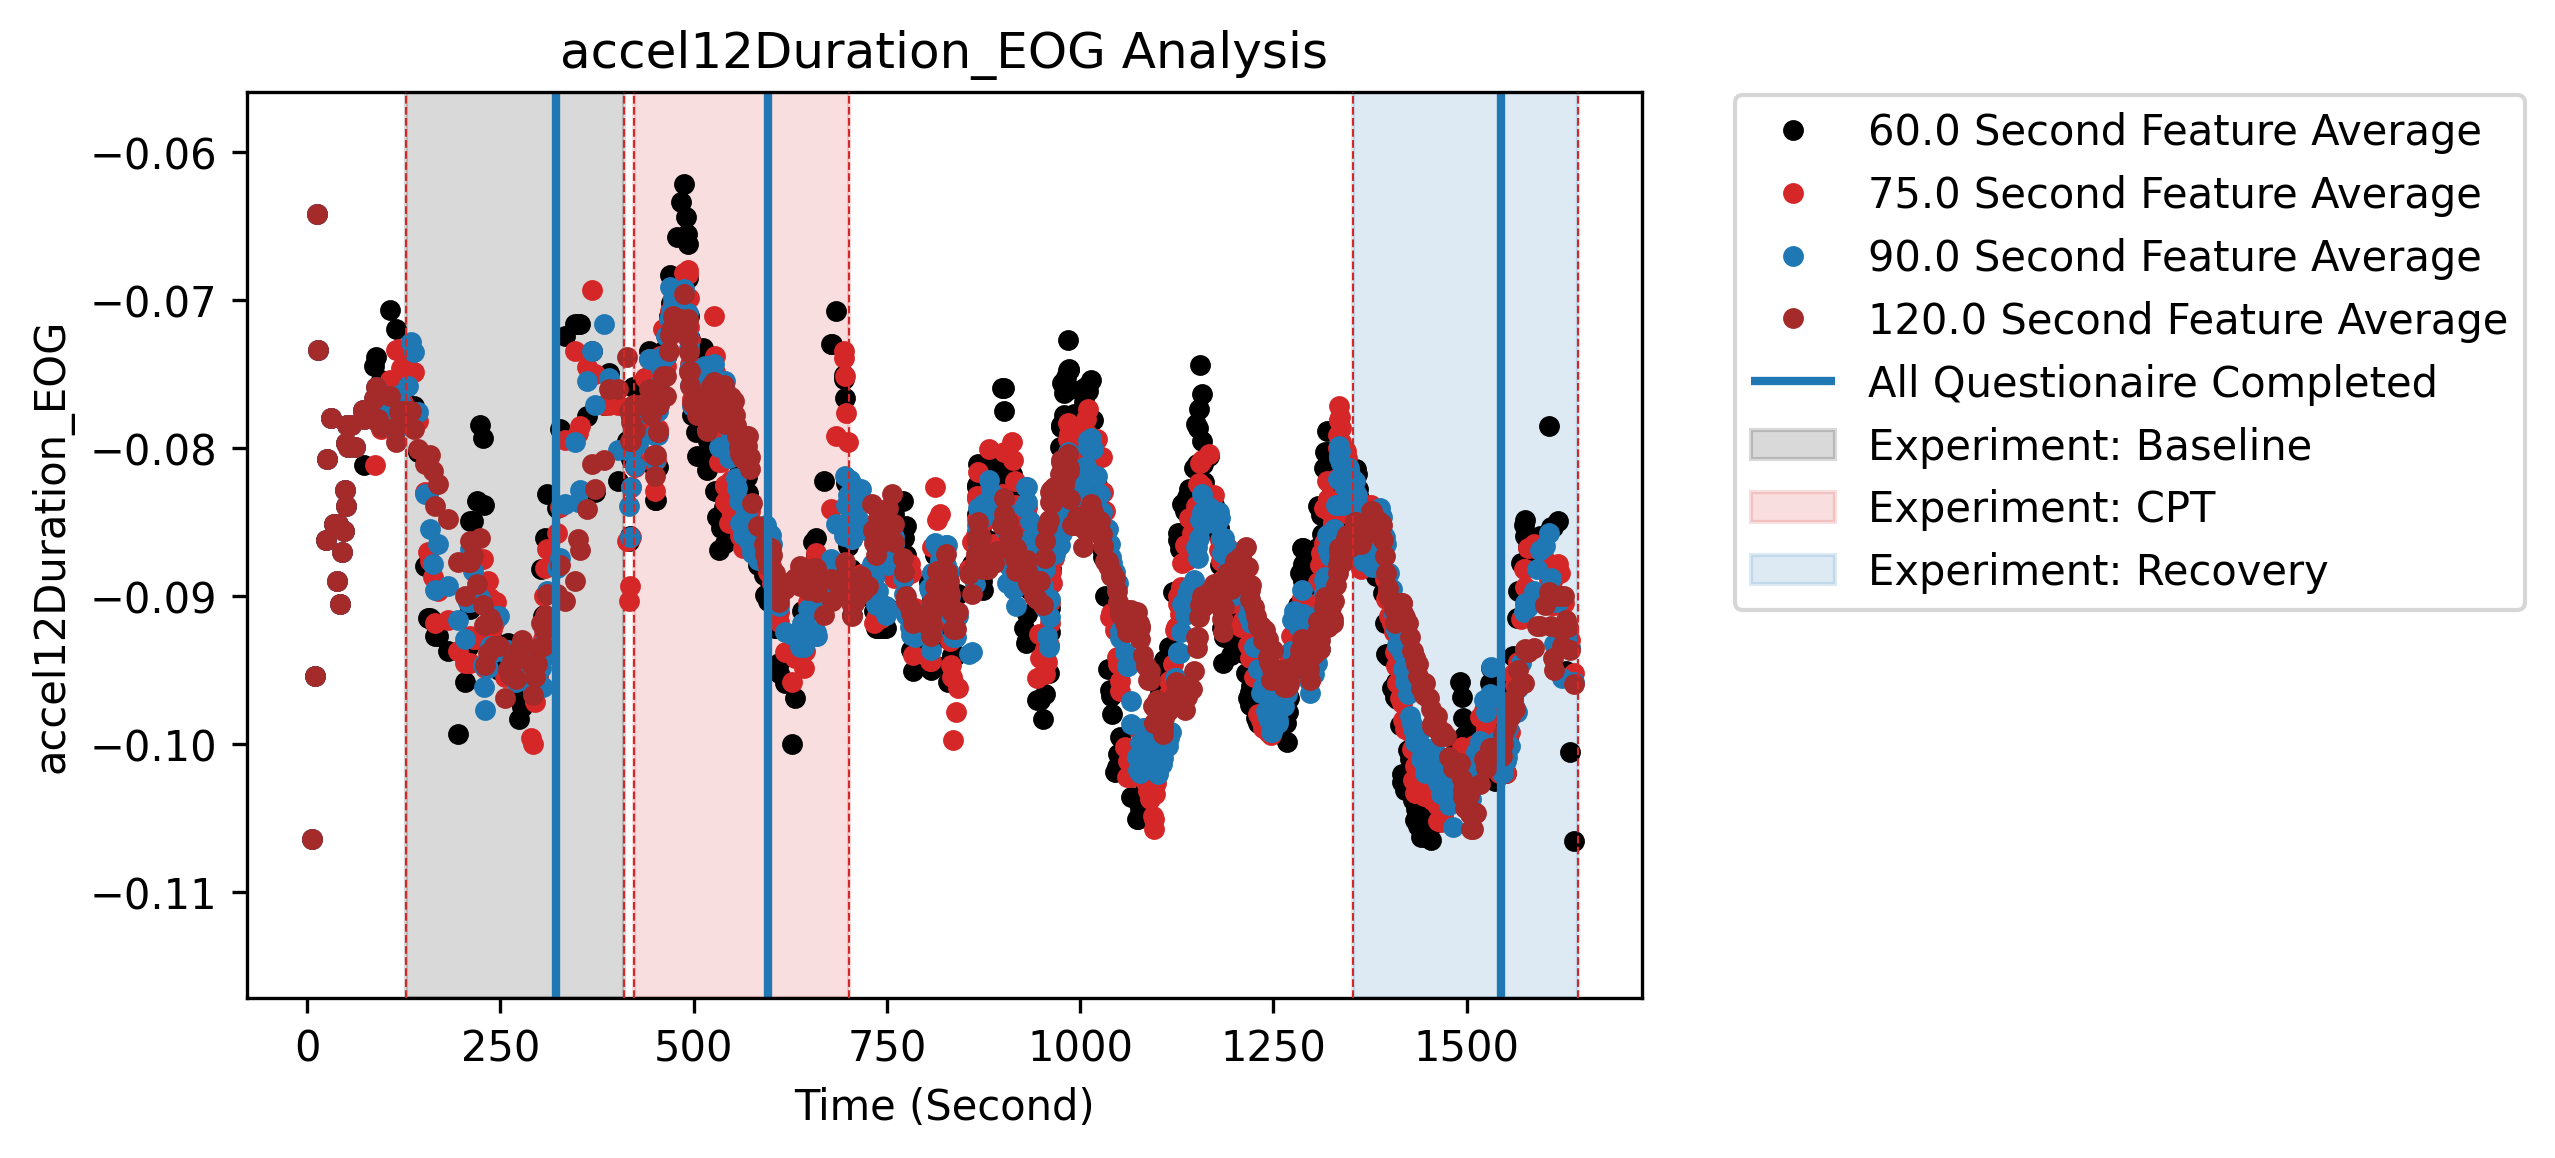 accel12Duration_EOG Analysis
accel12Duration_EOG
−0.06
−0.07
−0.08
−0.09
−0.10
−0.11
0 250 500 750 1000 1250 1500
Time (Second)
60.0 Second Feature Average
75.0 Second Feature Average
90.0 Second Feature Average
120.0 Second Feature Average
All Questionaire Completed
Experiment: Baseline
Experiment: CPT
Experiment: Recovery